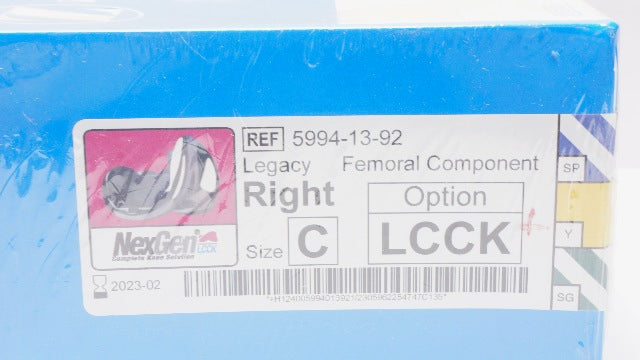 REF 5994-13-92
Legacy Femoral Component
Right Option
Size C LCCK
NexGen LCCK
Complete Knee Solution
2023-02
SP
Y
SG